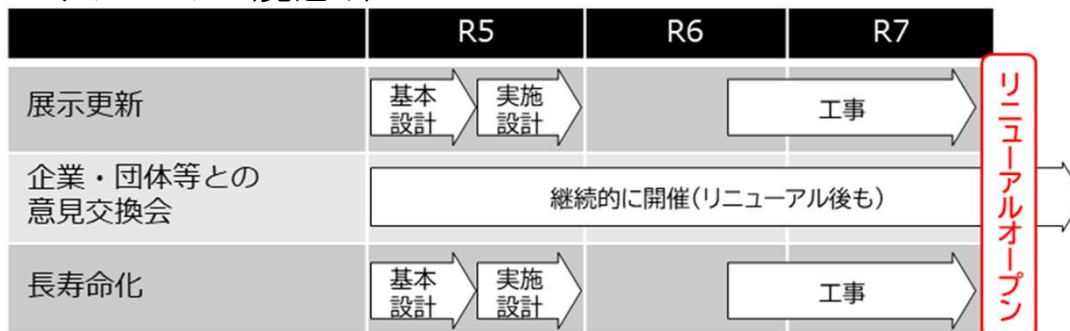 R5 R6 R7
展示更新
基本
設計
実施
設計
工事
企業・団体等との
意見交換会
継続的に開催(リニューアル後も)
長寿命化
基本
設計
実施
設計
工事
リニューアルオープン